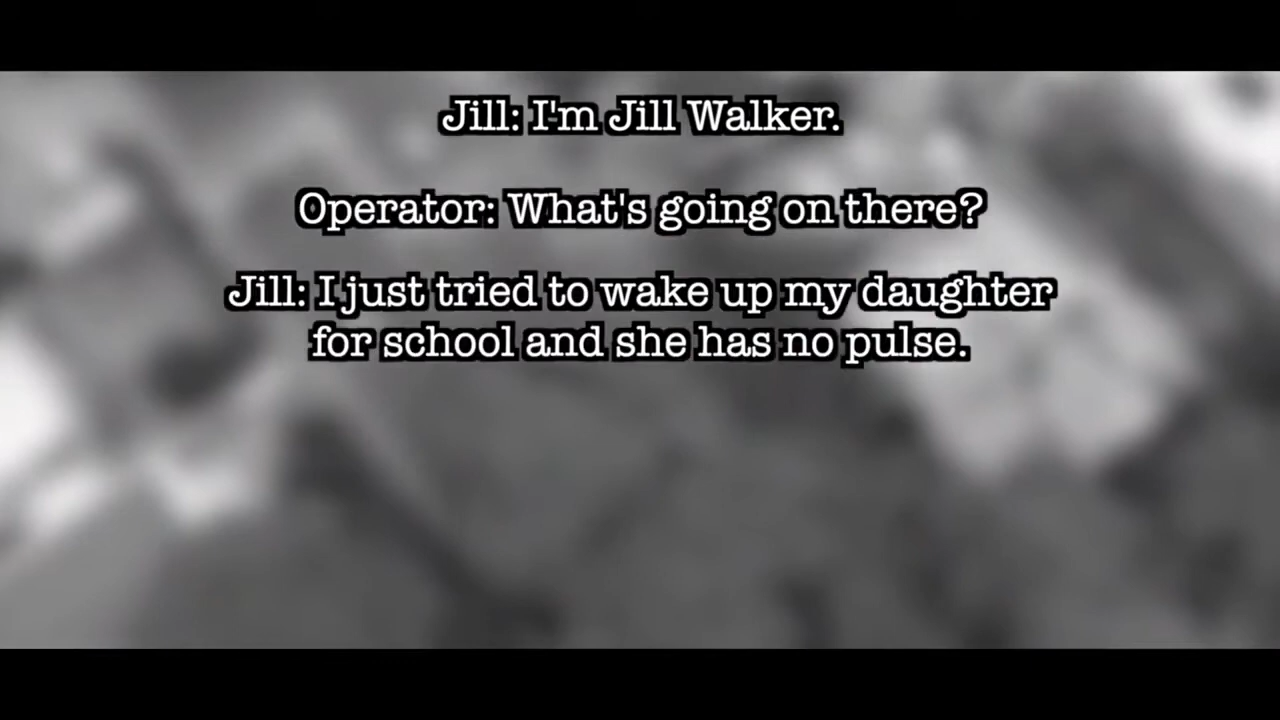 Jill: I'm Jill Walker.
Operator: What's going on there?
Jill: I just tried to wake up my daughter
for school and she has no pulse.